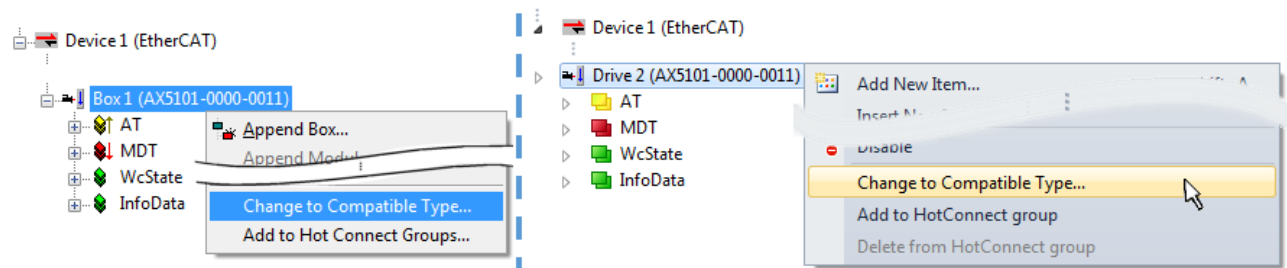 Device 1 (EtherCAT)
Box 1 (AX5101-0000-0011)
AT
MDT
WcState
InfoData
Append Box...
Append Modul
Change to Compatible Type...
Add to Hot Connect Groups...
Device 1 (EtherCAT)
Drive 2 (AX5101-0000-0011)
AT
MDT
WcState
InfoData
Add New Item...
Insert
Disable
Change to Compatible Type...
Add to HotConnect group
Delete from HotConnect group